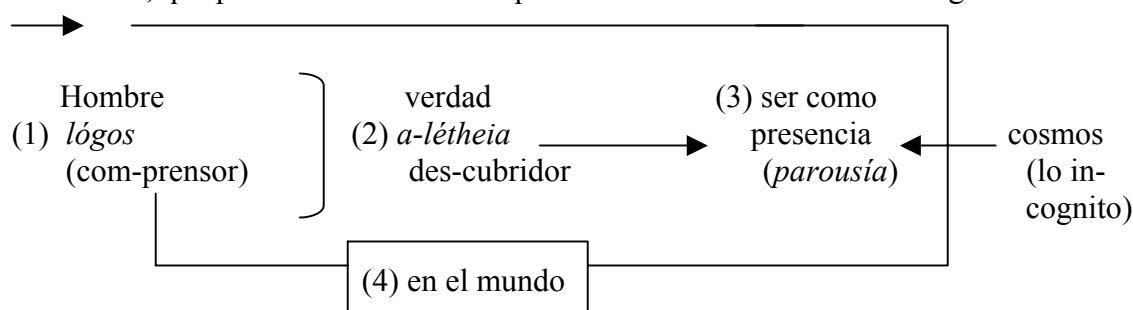 Hombre
(1) lógos
(com-prensor)
verdad
(2) a-létheia
des-cubridor
(3) ser como
presencia
(parousía)
cosmos
(lo in-
cognito)
(4) en el mundo